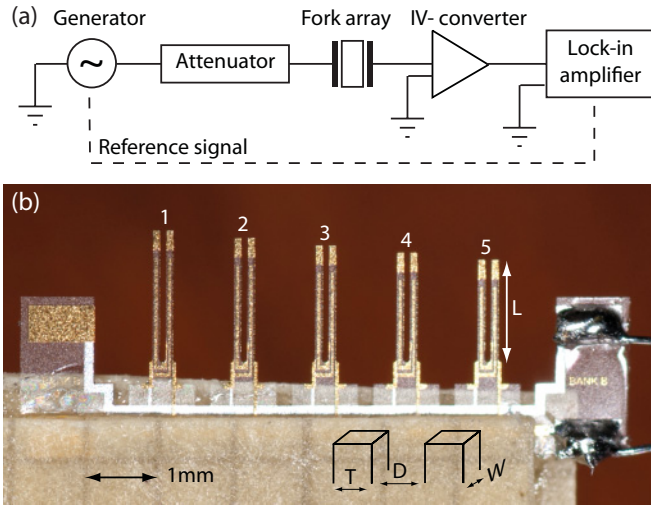 (a)
Generator
Fork array
IV- converter
~
Attenuator
Lock-in
amplifier
Reference signal
(b)
1
2
3
4
5
L
BANK B
1mm
T
D
W